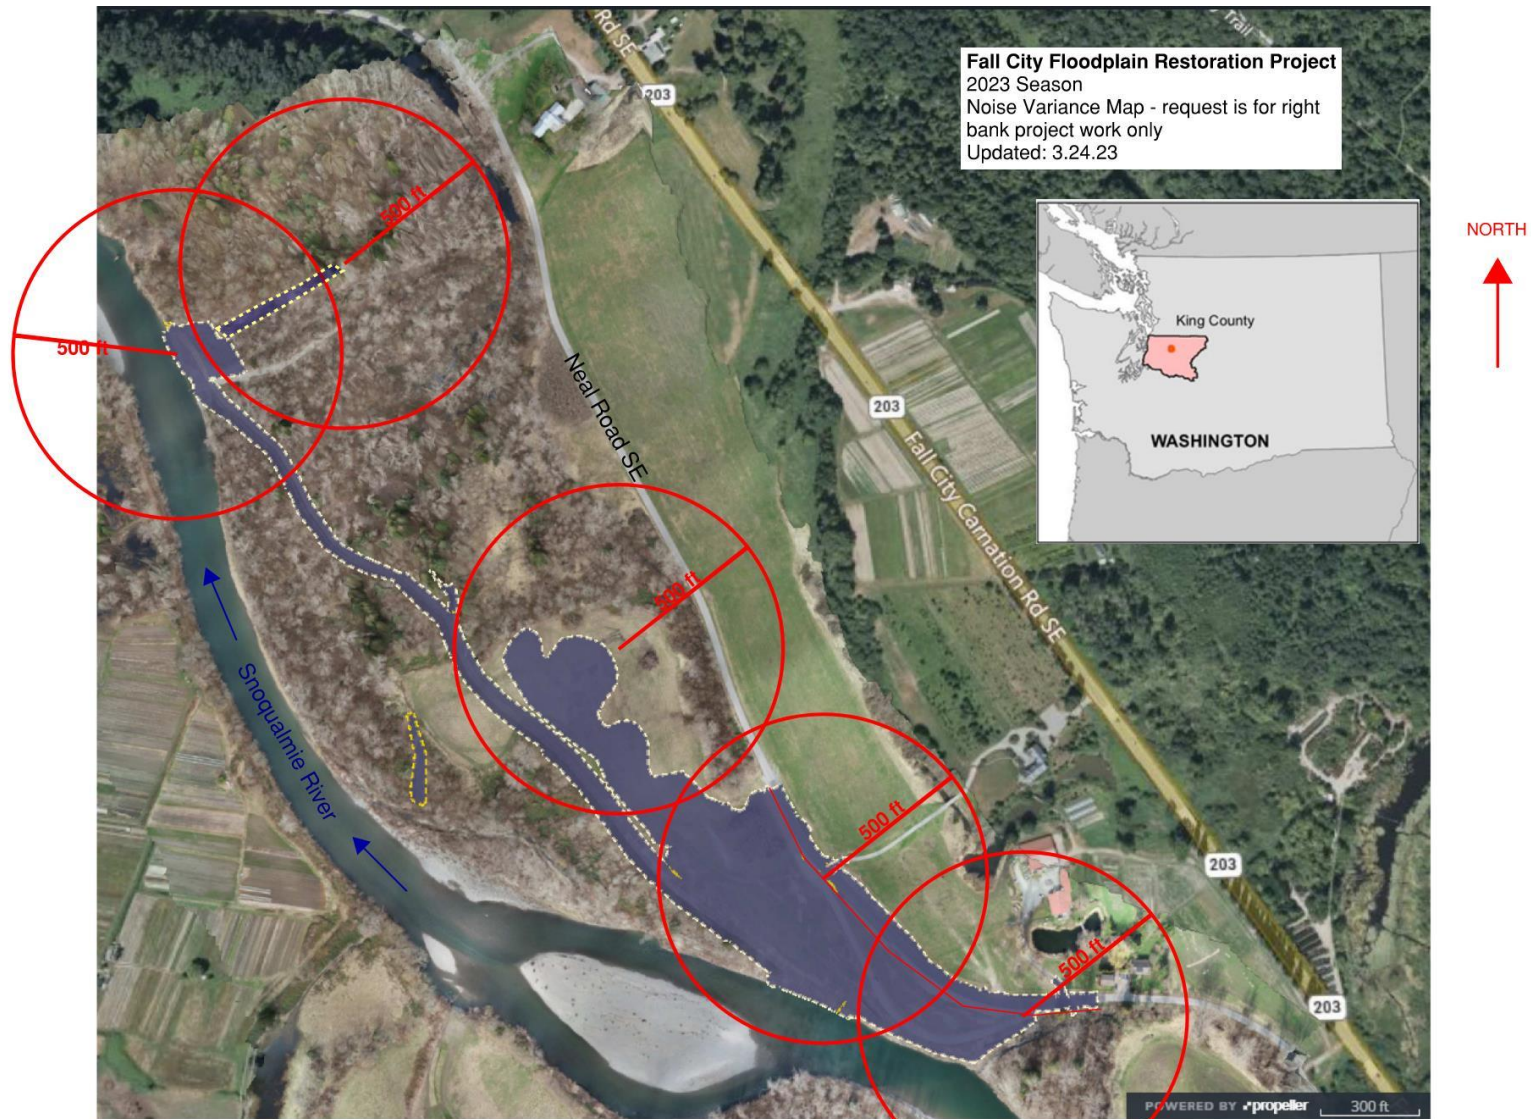 Rd SE
Trail
203
Fall City Floodplain Restoration Project
2023 Season
Noise Variance Map - request is for right
bank project work only
Updated: 3.24.23
NORTH
King County
WASHINGTON
500 ft
500 ft
Neal Road SE
203
Fall City Carnation Rd SE
500 ft
Snoqualmie River
500 ft
203
500 ft
203
POWERED BY propeller
300 ft